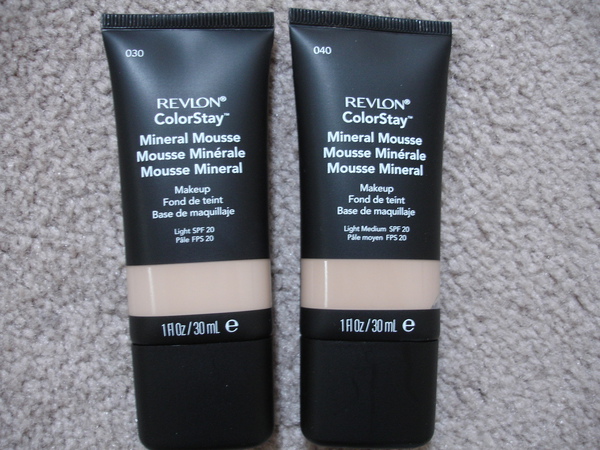 030
REVLON®
ColorStay™
Mineral Mousse
Mousse Minérale
Mousse Mineral
Makeup
Fond de teint
Base de maquillaje
Light SPF 20
Pâle FPS 20
1 Fl Oz / 30 mL e
040
REVLON®
ColorStay™
Mineral Mousse
Mousse Minérale
Mousse Mineral
Makeup
Fond de teint
Base de maquillaje
Light Medium SPF 20
Pâle moyen FPS 20
1 Fl Oz / 30 mL e